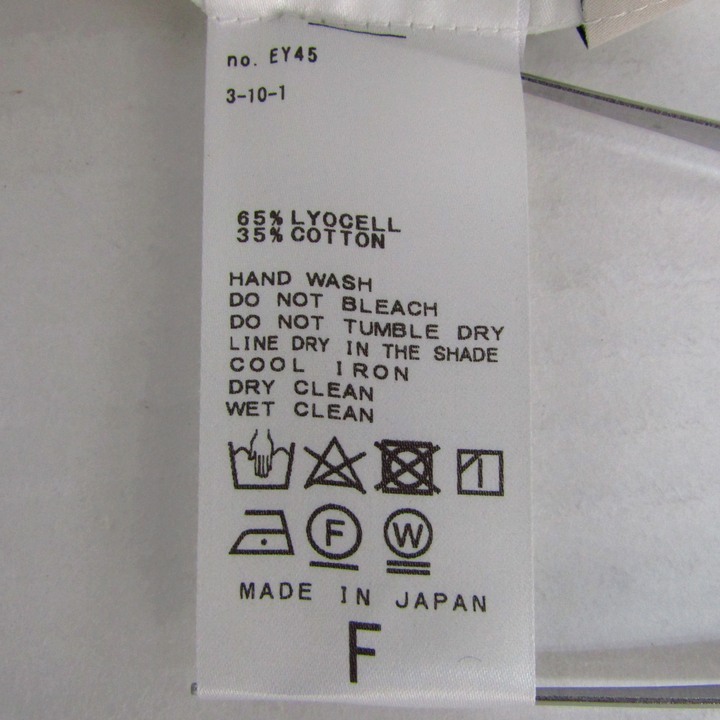 no. EY45
3-10-1
65% LYOCELL
35% COTTON
HAND WASH
DO NOT BLEACH
DO NOT TUMBLE DRY
LINE DRY IN THE SHADE
COOL IRON
DRY CLEAN
WET CLEAN
F W
MADE IN JAPAN
F